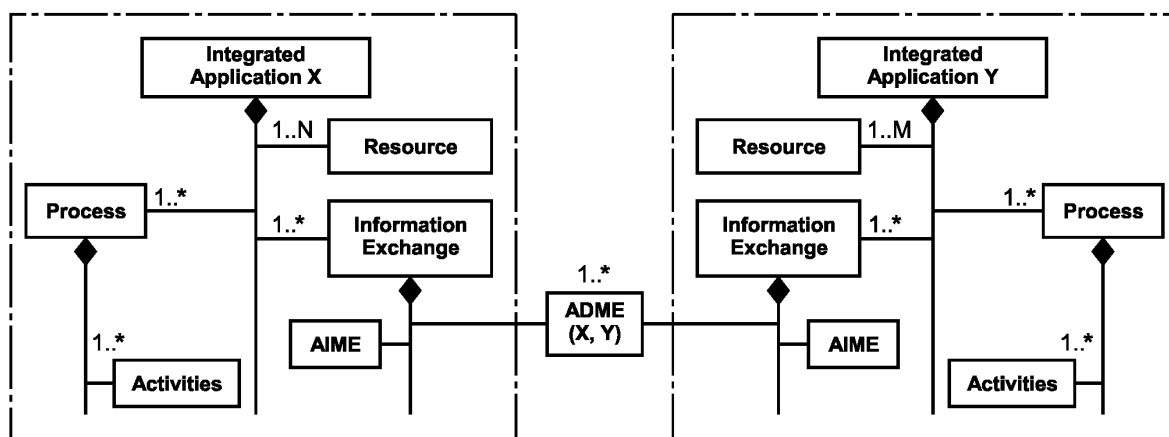 Integrated
Application X
1..N
Resource
Process
1..*
1..*
Information
Exchange
AIME
1..*
Activities
1..*
ADME
(X, Y)
Integrated
Application Y
Resource
1..M
Information
Exchange
1..*
1..*
Process
AIME
1..*
Activities